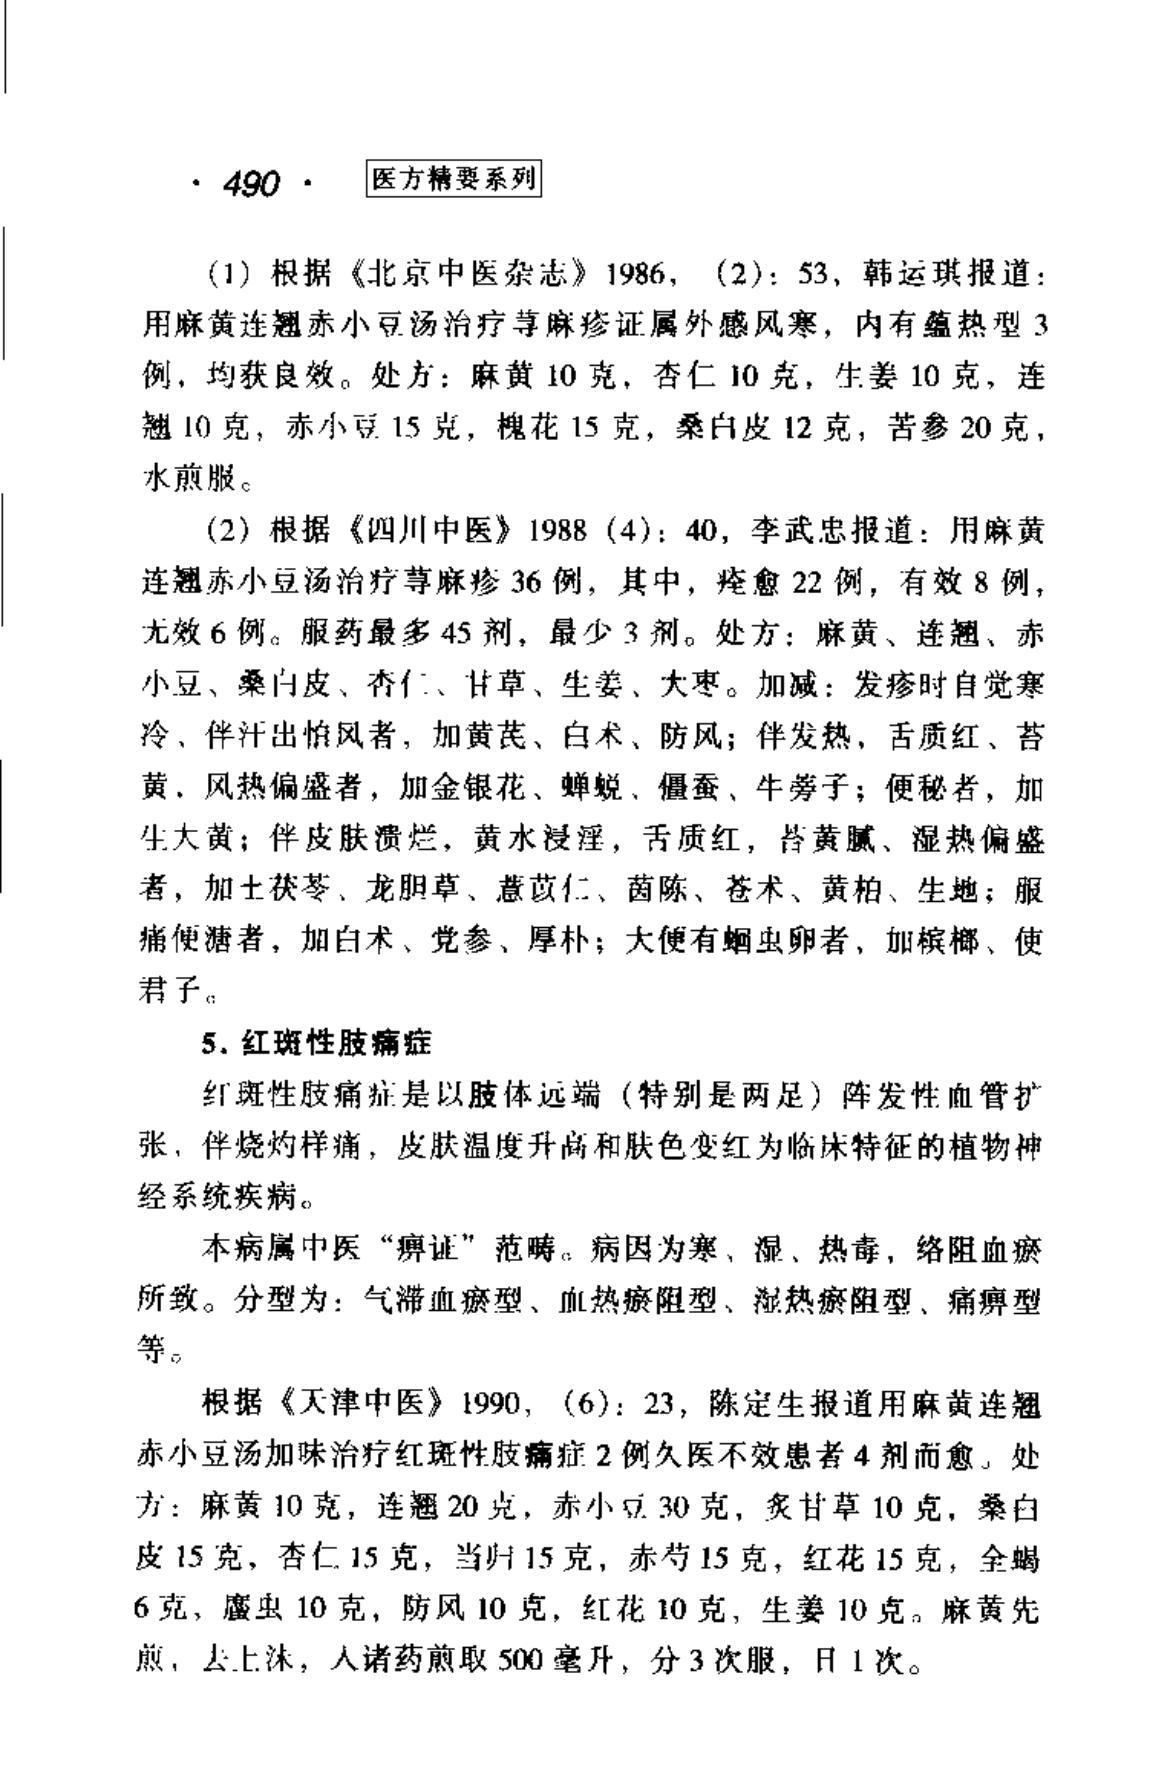 · 490 · 医方精要系列
(1) 根据《北京中医杂志》1986, (2): 53, 韩运琪报道:
用麻黄连翘赤小豆汤治疗荨麻疹证属外感风寒，内有蕴热型 3
例，均获良效。处方：麻黄 10 克，杏仁 10 克，生姜 10 克，连
翘 10 克，赤小豆 15 克，槐花 15 克，桑白皮 12 克，苦参 20 克，
水煎服。
(2) 根据《四川中医》1988 (4): 40, 李武忠报道：用麻黄
连翘赤小豆汤治疗荨麻疹 36 例，其中，痊愈 22 例，有效 8 例，
无效 6 例。服药最多 45 剂，最少 3 剂。处方：麻黄、连翘、赤
小豆、桑白皮、杏仁、甘草、生姜、大枣。加减：发疹时自觉寒
冷、伴汗出怕风者，加黄芪、白术、防风；伴发热，舌质红、苔
黄，风热偏盛者，加金银花、蝉蜕、僵蚕、牛蒡子；便秘者，加
生大黄；伴皮肤溃烂，黄水浸淫，舌质红，苔黄腻、湿热偏盛
者，加土茯苓、龙胆草、薏苡仁、茵陈、苍术、黄柏、生地；服
痛便溏者，加白术、党参、厚朴；大便有蛔虫卵者，加槟榔、使
君子。
5. 红斑性肢痛症
红斑性肢痛症是以肢体远端（特别是两足）阵发性血管扩
张，伴烧灼样痛，皮肤温度升高和肤色变红为临床特征的植物神
经系统疾病。
本病属中医“痹证”范畴。病因为寒、湿、热毒，络阻血瘀
所致。分型为：气滞血瘀型、血热瘀阻型、湿热瘀阻型、痛痹型
等。
根据《天津中医》1990, (6): 23, 陈定生报道用麻黄连翘
赤小豆汤加味治疗红斑性肢痛症 2 例久医不效患者 4 剂而愈。处
方：麻黄 10 克，连翘 20 克，赤小豆 30 克，炙甘草 10 克，桑白
皮 15 克，杏仁 15 克，当归 15 克，赤芍 15 克，红花 15 克，全蝎
6 克，䗪虫 10 克，防风 10 克，红花 10 克，生姜 10 克。麻黄先
煎，去上沫，人诸药煎取 500 毫升，分 3 次服，日 1 次。